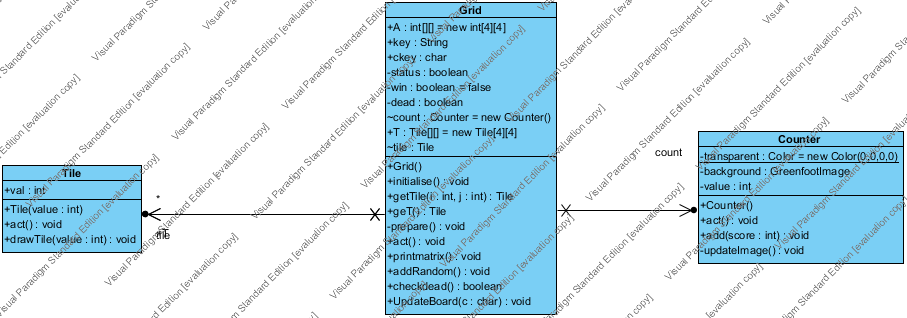 Grid
+A : int[][] = new int[4][4]
+key : String
+ckey : char
-status : boolean
-win : boolean = false
-dead : boolean
~count : Counter = new Counter()
+T : Tile[][] = new Tile[4][4]
~tile : Tile
+Grid()
+initialise() : void
+getTile(i : int, j : int) : Tile
+geT() : Tile
-prepare() : void
+act() : void
+printmatrix() : void
+addRandom() : void
+checkdead() : boolean
+UpdateBoard(c : char) : void
Tile
+val : int
+Tile(value : int)
+act() : void
+drawTile(value : int) : void
*
tile
count
Counter
-transparent : Color = new Color(0,0,0,0)
-background : GreenfootImage
-value : int
+Counter()
+act() : void
+add(score : int) : void
-updateImage() : void
Visual Paradigm Standard Edition [evaluation copy]